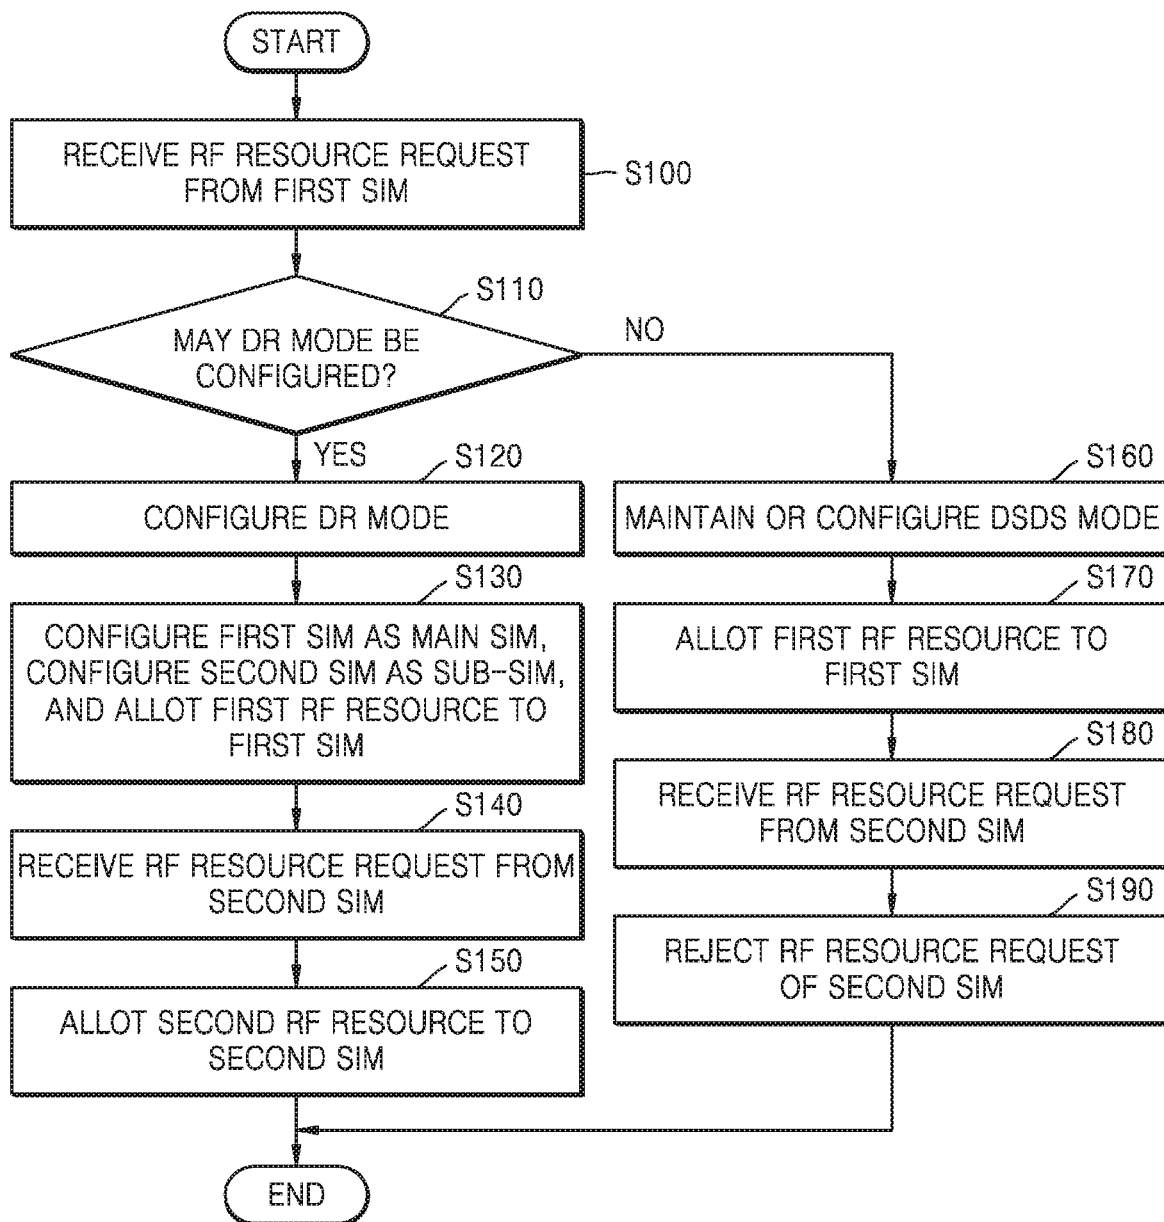 START
RECEIVE RF RESOURCE REQUEST
FROM FIRST SIM
S100
S110
MAY DR MODE BE
CONFIGURED?
NO
YES
S120
CONFIGURE DR MODE
S130
CONFIGURE FIRST SIM AS MAIN SIM,
CONFIGURE SECOND SIM AS SUB-SIM,
AND ALLOT FIRST RF RESOURCE TO
FIRST SIM
S140
RECEIVE RF RESOURCE REQUEST FROM
SECOND SIM
S150
ALLOT SECOND RF RESOURCE TO
SECOND SIM
S160
MAINTAIN OR CONFIGURE DSDS MODE
S170
ALLOT FIRST RF RESOURCE TO
FIRST SIM
S180
RECEIVE RF RESOURCE REQUEST
FROM SECOND SIM
S190
REJECT RF RESOURCE REQUEST
OF SECOND SIM
END